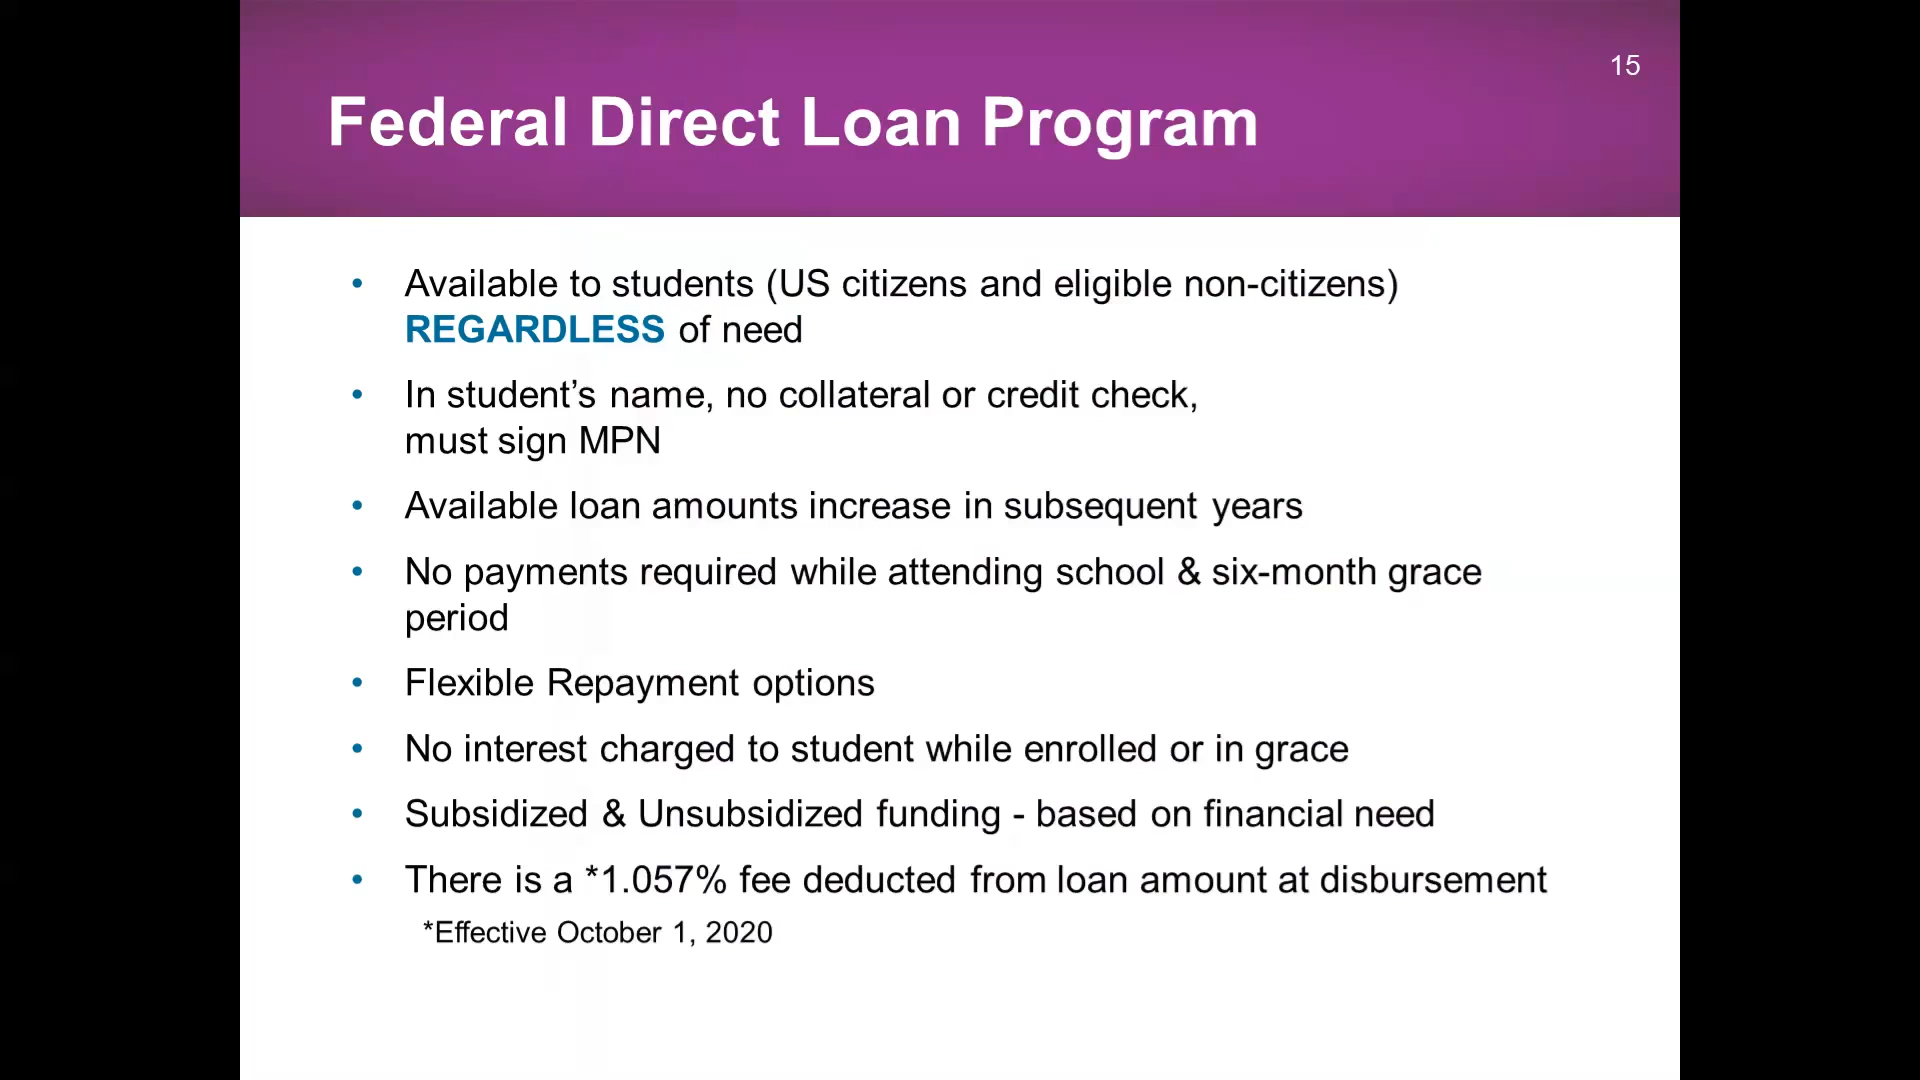 15
Federal Direct Loan Program
• Available to students (US citizens and eligible non-citizens)
REGARDLESS of need
• In student’s name, no collateral or credit check,
must sign MPN
• Available loan amounts increase in subsequent years
• No payments required while attending school & six-month grace
period
• Flexible Repayment options
• No interest charged to student while enrolled or in grace
• Subsidized & Unsubsidized funding - based on financial need
• There is a *1.057% fee deducted from loan amount at disbursement
*Effective October 1, 2020